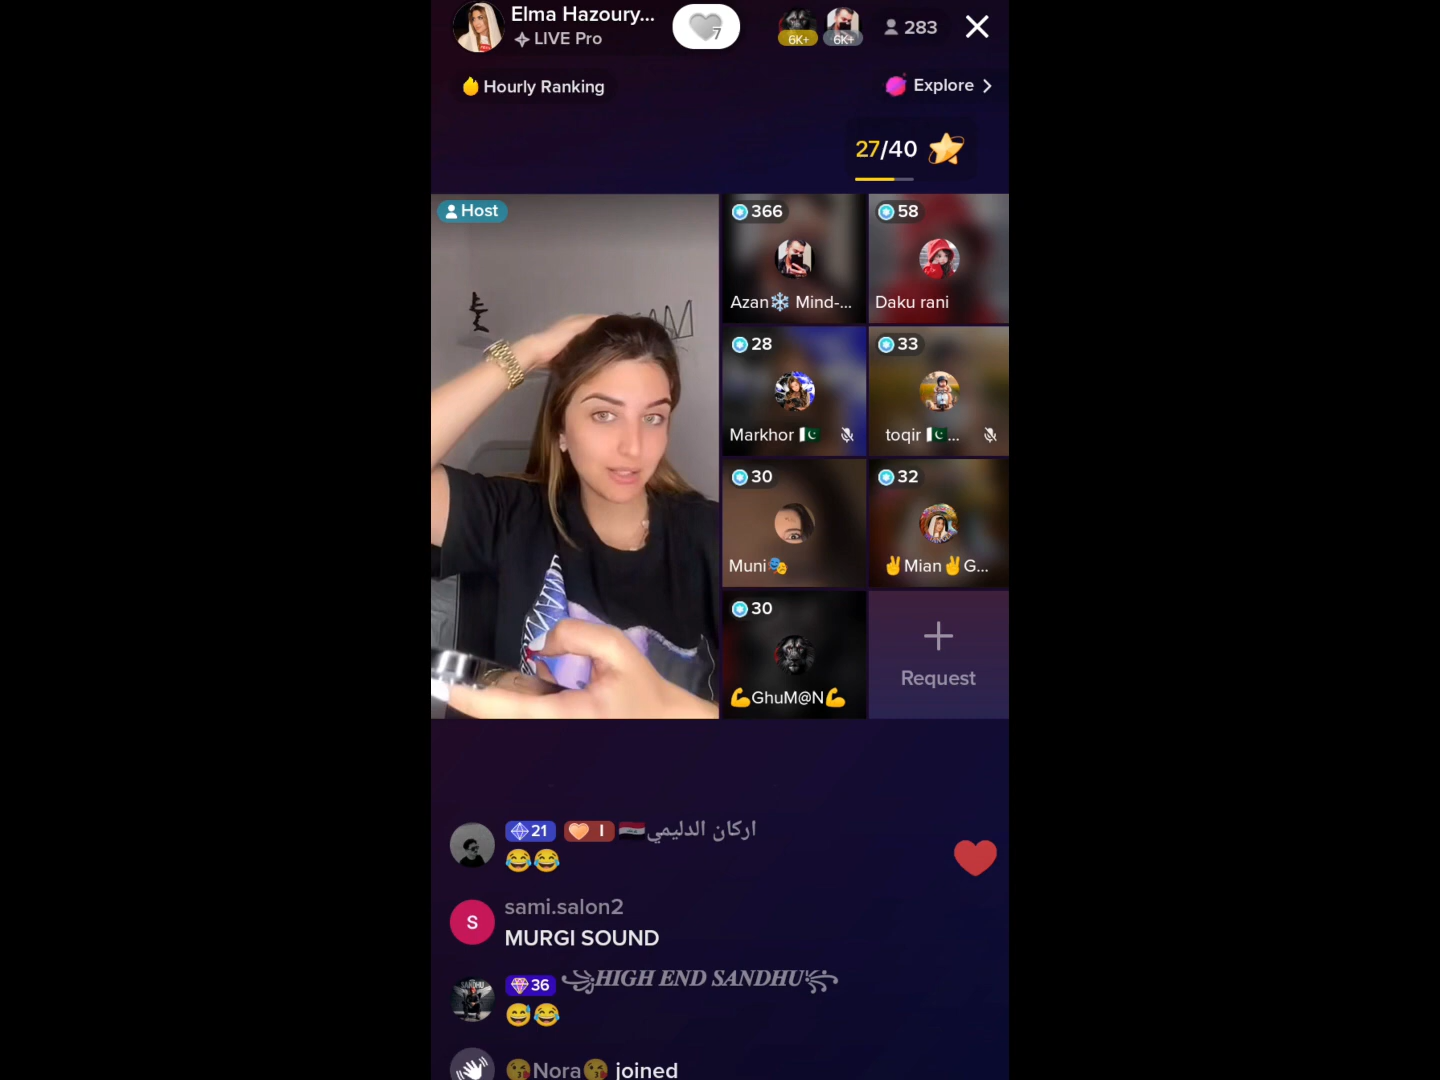 Elma Hazoury...
LIVE Pro
7
6K+
6K+
283
Hourly Ranking
Explore
27/40
Host
366
Azan❄️ Mind-...
58
Daku rani
28
Markhor 🇵🇰
33
toqir 🇵🇰...
30
Muni🎭
32
✌️Mian✌️G...
30
💪GhuM@N💪
Request
21 I اركان الدليمي🇮🇶
😂😂
S
sami.salon2
MURGI SOUND
SANDHU
36 ꧁HIGH END SANDHU꧂
😅😂
😘Nora😘 joined